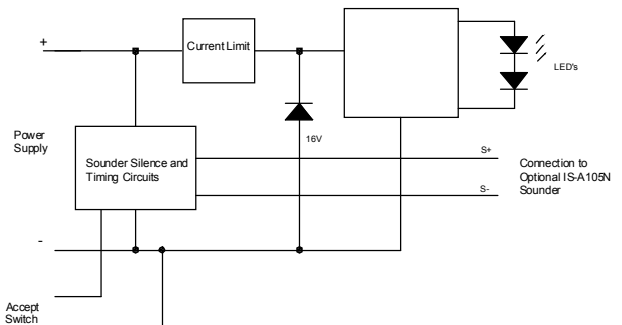 +
Current Limit
LED's
Power
Supply
16V
Sounder Silence and
Timing Circuits
S+
S-
Connection to
Optional IS-A105N
Sounder
-
Accept
Switch